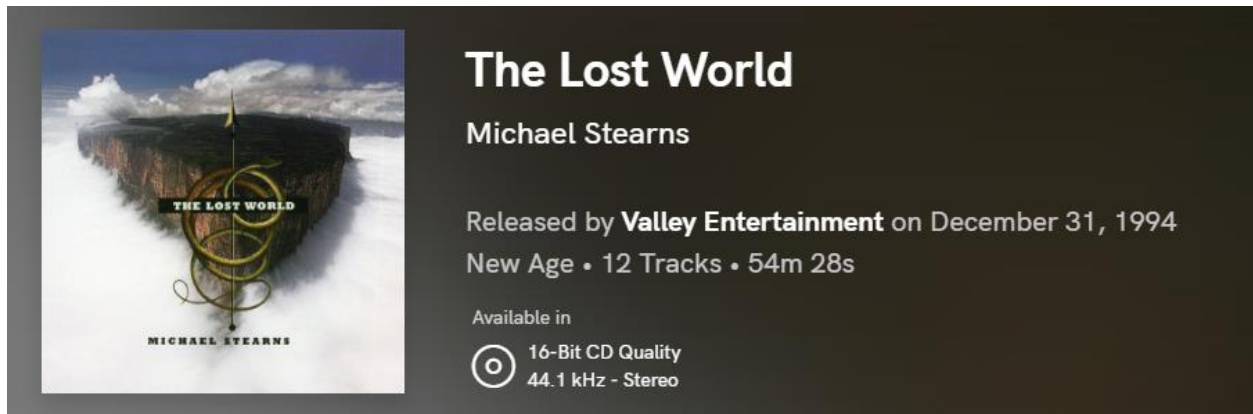 THE LOST WORLD
MICHAEL STEARNS
The Lost World
Michael Stearns
Released by Valley Entertainment on December 31, 1994
New Age • 12 Tracks • 54m 28s
Available in
16-Bit CD Quality
44.1 kHz - Stereo